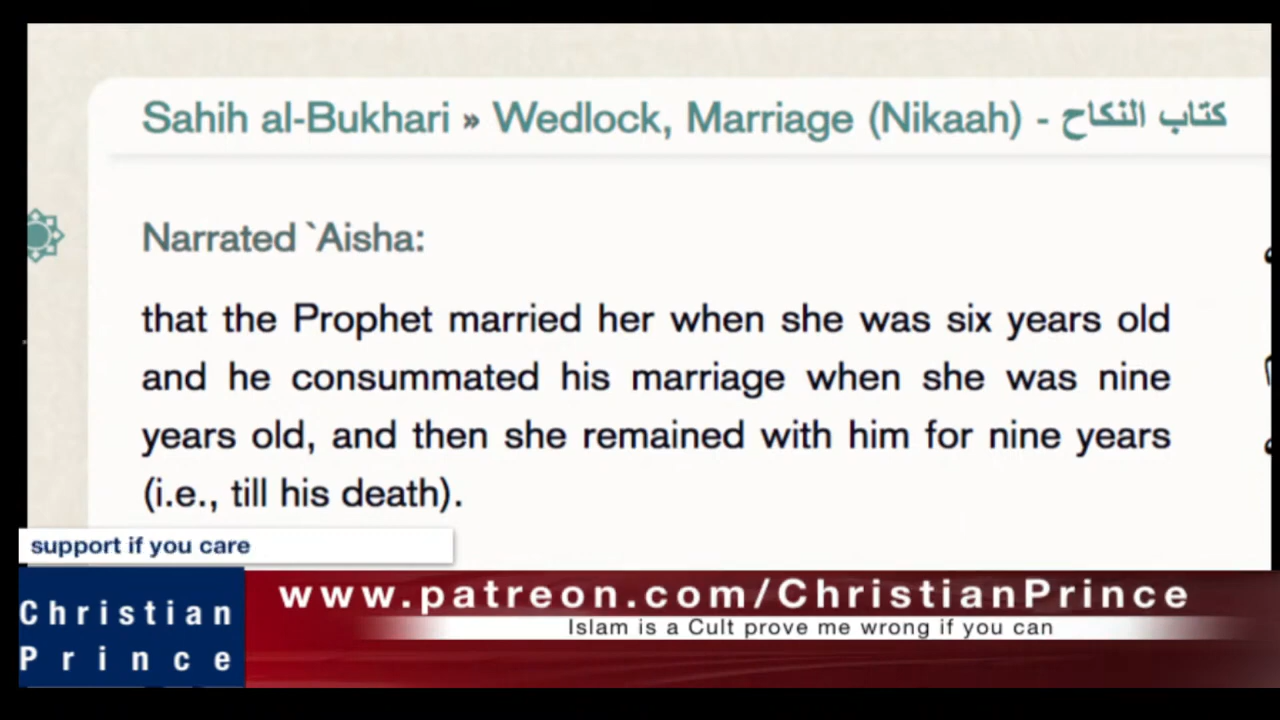 Sahih al-Bukhari » Wedlock, Marriage (Nikaah) - كتاب النكاح
Narrated `Aisha:
that the Prophet married her when she was six years old
and he consummated his marriage when she was nine
years old, and then she remained with him for nine years
(i.e., till his death).
support if you care
Christian
Prince
www.patreon.com/ChristianPrince
Islam is a Cult prove me wrong if you can